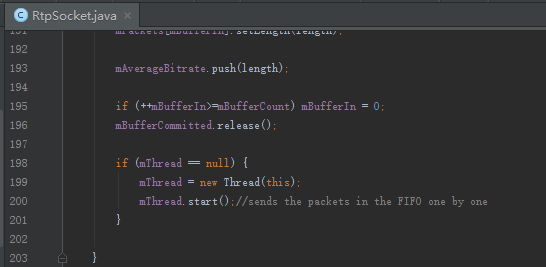 RtpSocket.java
191 mPackets[mBufferIn].setLength(length);
192
193 mAverageBitrate.push(length);
194
195 if (++mBufferIn>=mBufferCount) mBufferIn = 0;
196 mBufferCommitted.release();
197
198 if (mThread == null) {
199 mThread = new Thread(this);
200 mThread.start();//sends the packets in the FIFO one by one
201 }
202
203 }